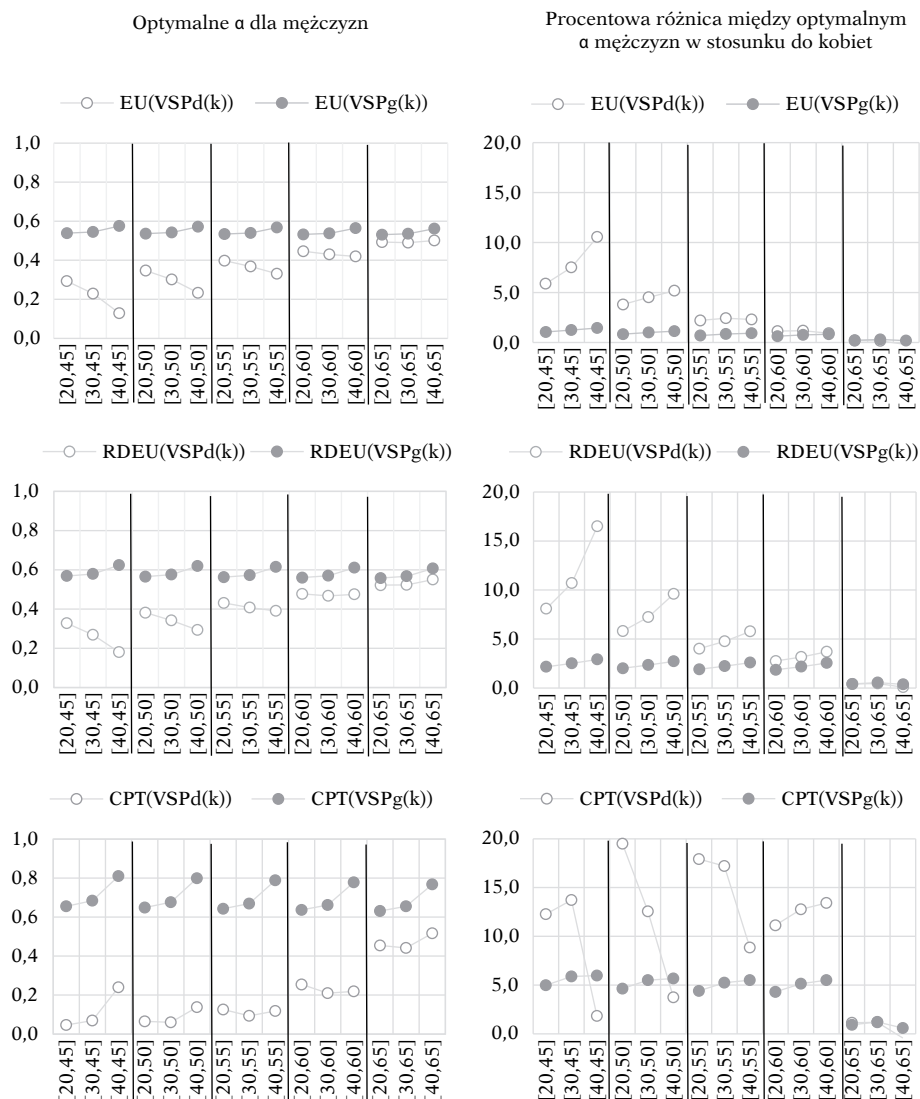 Optymalne α dla mężczyzn
Procentowa różnica między optymalnym
α mężczyzn w stosunku do kobiet
EU(VSPd(k)) EU(VSPg(k))
1,0
0,8
0,6
0,4
0,2
0,0
[20,45] [30,45] [40,45] [20,50] [30,50] [40,50] [20,55] [30,55] [40,55] [20,60] [30,60] [40,60] [20,65] [30,65] [40,65]
EU(VSPd(k)) EU(VSPg(k))
20,0
15,0
10,0
5,0
0,0
[20,45] [30,45] [40,45] [20,50] [30,50] [40,50] [20,55] [30,55] [40,55] [20,60] [30,60] [40,60] [20,65] [30,65] [40,65]
RDEU(VSPd(k)) RDEU(VSPg(k))
1,0
0,8
0,6
0,4
0,2
0,0
[20,45] [30,45] [40,45] [20,50] [30,50] [40,50] [20,55] [30,55] [40,55] [20,60] [30,60] [40,60] [20,65] [30,65] [40,65]
RDEU(VSPd(k)) RDEU(VSPg(k))
20,0
15,0
10,0
5,0
0,0
[20,45] [30,45] [40,45] [20,50] [30,50] [40,50] [20,55] [30,55] [40,55] [20,60] [30,60] [40,60] [20,65] [30,65] [40,65]
CPT(VSPd(k)) CPT(VSPg(k))
1,0
0,8
0,6
0,4
0,2
0,0
[20,45] [30,45] [40,45] [20,50] [30,50] [40,50] [20,55] [30,55] [40,55] [20,60] [30,60] [40,60] [20,65] [30,65] [40,65]
CPT(VSPd(k)) CPT(VSPg(k))
20,0
15,0
10,0
5,0
0,0
[20,45] [30,45] [40,45] [20,50] [30,50] [40,50] [20,55] [30,55] [40,55] [20,60] [30,60] [40,60] [20,65] [30,65] [40,65]